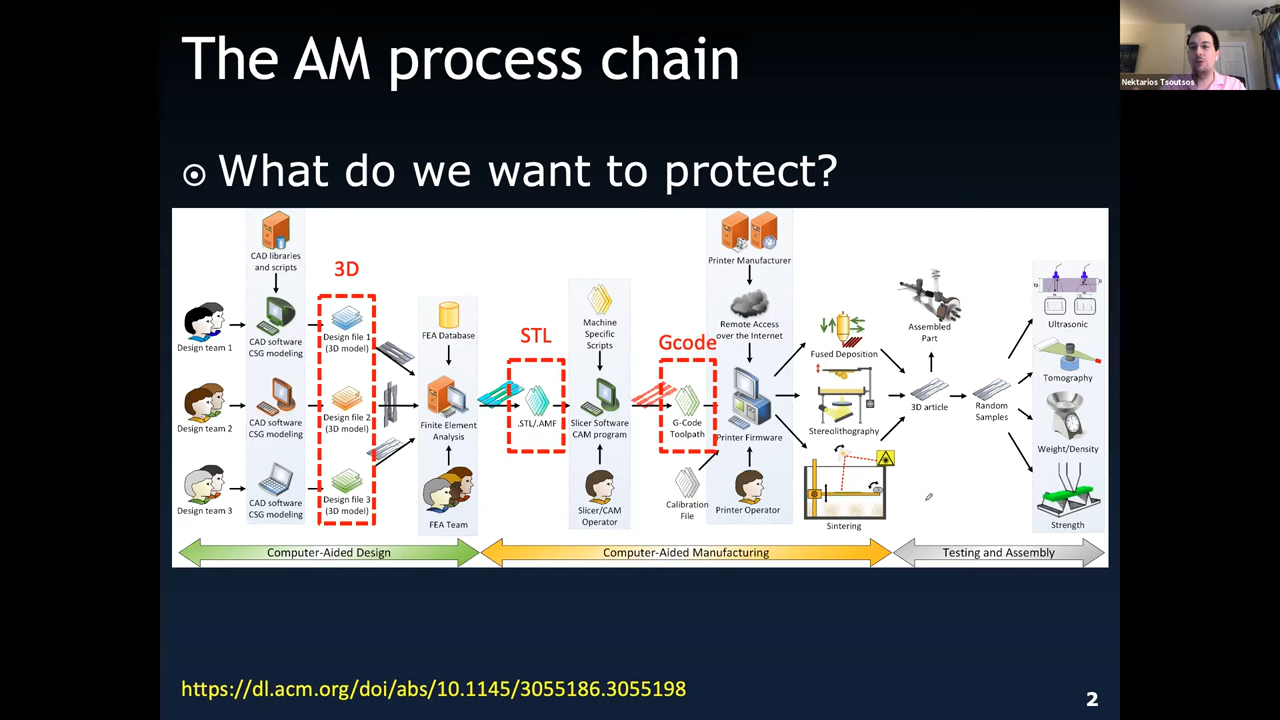 The AM process chain
Nektarios Tsoutsos
What do we want to protect?
CAD libraries
and scripts
3D
Design team 1
CAD software
CSG modeling
Design file 1
(3D model)
Design team 2
CAD software
CSG modeling
Design file 2
(3D model)
Design team 3
CAD software
CSG modeling
Design file 3
(3D model)
FEA Database
Finite Element
Analysis
FEA Team
STL
.STL/.AMF
Machine
Specific
Scripts
Slicer Software
CAM program
Slicer/CAM
Operator
Gcode
G-Code
Toolpath
Calibration
File
Printer Manufacturer
Remote Access
over the Internet
Printer Firmware
Printer Operator
Fused Deposition
Stereolithography
Sintering
Assembled
Part
3D article
Random
Samples
Ultrasonic
Tomography
Weight/Density
Strength
Computer-Aided Design
Computer-Aided Manufacturing
Testing and Assembly
https://dl.acm.org/doi/abs/10.1145/3055186.3055198
2